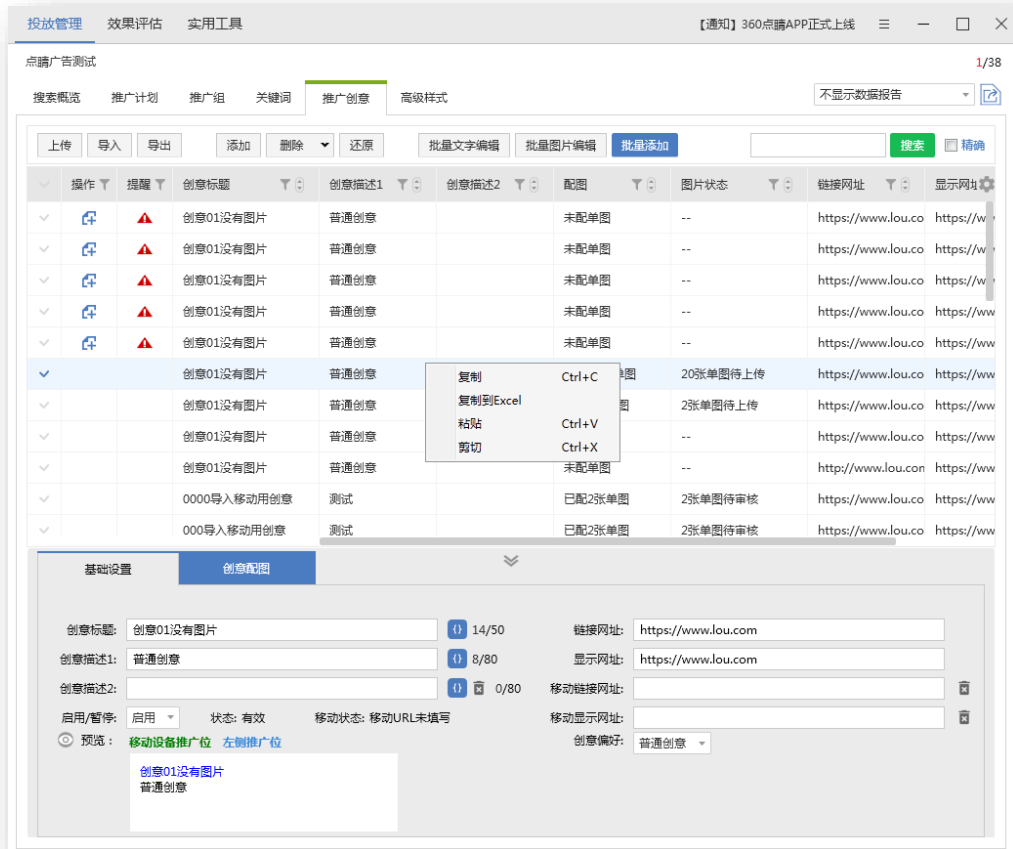 投放管理 效果评估 实用工具 【通知】360点睛APP正式上线
点睛广告测试 1/38
搜索概览 推广计划 推广组 关键词 推广创意 高级样式 不显示数据报告
上传 导入 导出 添加 删除 还原 批量文字编辑 批量图片编辑 批量添加 搜索 精确
操作 提醒 创意标题 创意描述1 创意描述2 配图 图片状态 链接网址 显示网址
创意01没有图片 普通创意 未配单图 -- https://www.lou.co https://w
创意01没有图片 普通创意 未配单图 -- https://www.lou.co https://w
创意01没有图片 普通创意 未配单图 -- https://www.lou.co https://w
创意01没有图片 普通创意 未配单图 -- https://www.lou.co https://ww
创意01没有图片 普通创意 未配单图 -- https://www.lou.co https://ww
创意01没有图片 普通创意 单图 20张单图待上传 https://www.lou.co https://ww
创意01没有图片 普通创意 图 2张单图待上传 https://www.lou.co https://ww
创意01没有图片 普通创意 -- https://www.lou.co https://ww
创意01没有图片 普通创意 未配单图 -- http://www.lou.con https://ww
0000导入移动用创意 测试 已配2张单图 2张单图待审核 https://www.lou.co https://ww
000导入移动用创意 测试 已配2张单图 2张单图待审核 https://www.lou.co https://ww
复制 Ctrl+C
复制到Excel
粘贴 Ctrl+V
剪切 Ctrl+X
基础设置 创意配图
创意标题: 创意01没有图片 {} 14/50 链接网址: https://www.lou.com
创意描述1: 普通创意 {} 8/80 显示网址: https://www.lou.com
创意描述2: {} 0/80 移动链接网址:
启用/暂停: 启用 状态: 有效 移动状态: 移动URL未填写 移动显示网址:
预览： 移动设备推广位 左侧推广位 创意偏好: 普通创意
创意01没有图片
普通创意